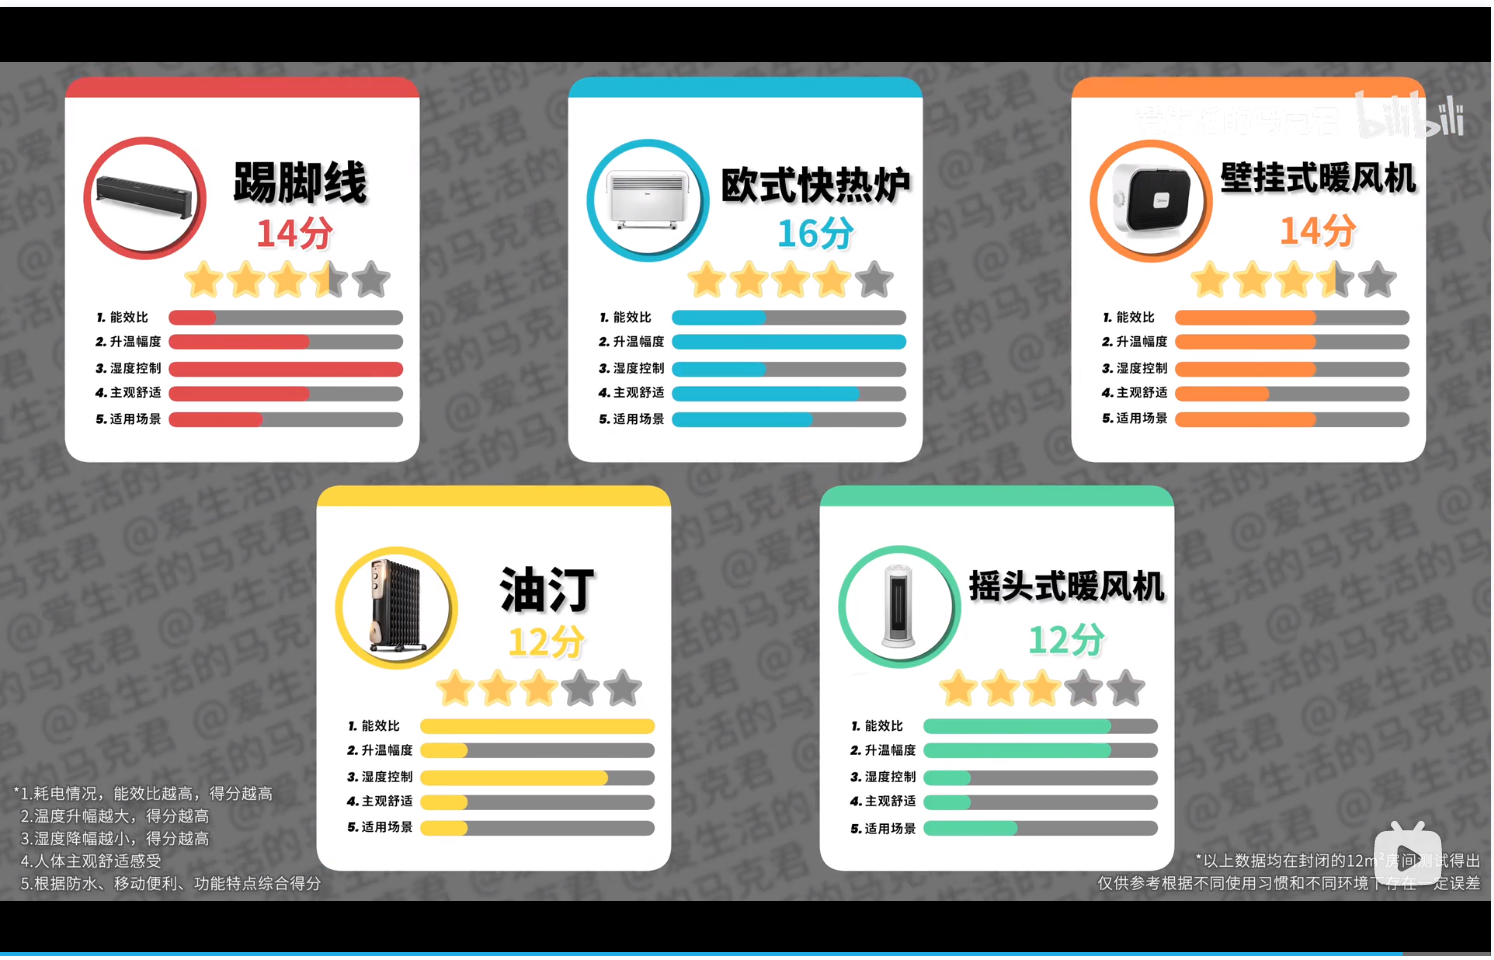 bilibili
踢脚线
14分
1. 能效比
2. 升温幅度
3. 湿度控制
4. 主观舒适
5. 适用场景
欧式快热炉
16分
1. 能效比
2. 升温幅度
3. 湿度控制
4. 主观舒适
5. 适用场景
壁挂式暖风机
14分
1. 能效比
2. 升温幅度
3. 湿度控制
4. 主观舒适
5. 适用场景
油汀
12分
1. 能效比
2. 升温幅度
3. 湿度控制
4. 主观舒适
5. 适用场景
摇头式暖风机
12分
1. 能效比
2. 升温幅度
3. 湿度控制
4. 主观舒适
5. 适用场景
*1.耗电情况，能效比越高，得分越高
2.温度升幅越大，得分越高
3.湿度降幅越小，得分越高
4.人体主观舒适感受
5.根据防水、移动便利、功能特点综合得分
*以上数据均在封闭的12m²房间测试得出
仅供参考根据不同使用习惯和不同环境下存在一定误差
@爱生活的马克君